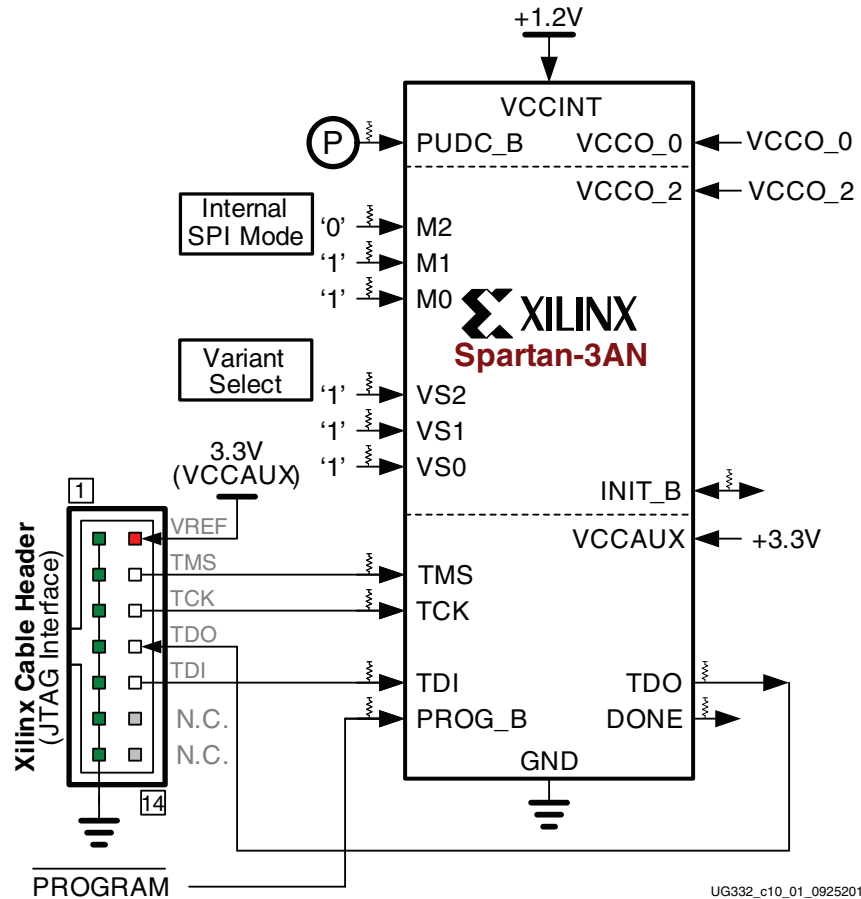 +1.2V
VCCINT
P
PUDC_B
VCCO_0
VCCO_0
VCCO_2
VCCO_2
Internal
SPI Mode
‘0’
M2
‘1’
M1
‘1’
M0
XILINX
Spartan-3AN
Variant
Select
‘1’
VS2
‘1’
VS1
‘1’
VS0
3.3V
(VCCAUX)
INIT_B
1
VREF
VCCAUX
+3.3V
TMS
TMS
TCK
TCK
TDO
TDI
TDI
TDO
N.C.
PROG_B
DONE
N.C.
GND
14
Xilinx Cable Header
(JTAG Interface)
PROGRAM
UG332_c10_01_0925201